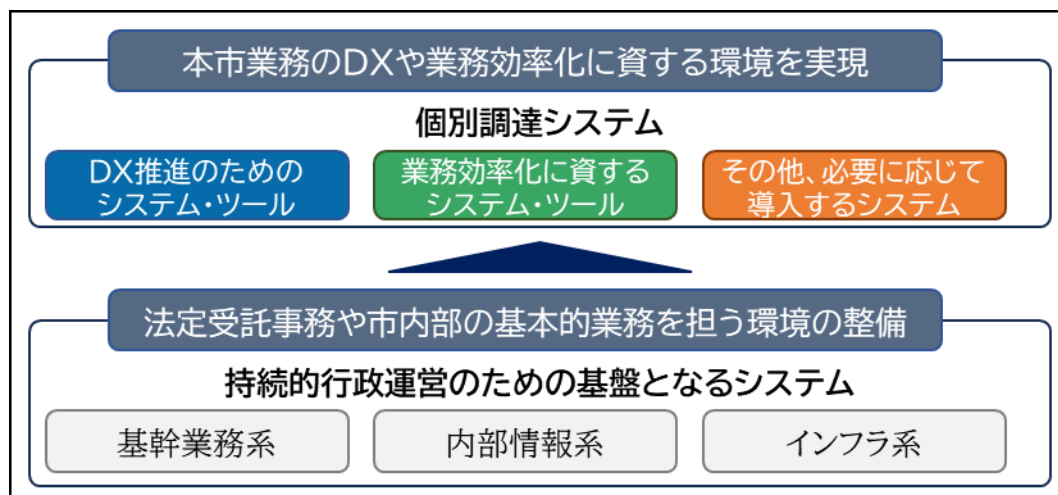 本市業務のDXや業務効率化に資する環境を実現
個別調達システム
DX推進のための
システム・ツール
業務効率化に資する
システム・ツール
その他、必要に応じて
導入するシステム
法定受託事務や市内部の基本的業務を担う環境の整備
持続的行政運営のための基盤となるシステム
基幹業務系
内部情報系
インフラ系